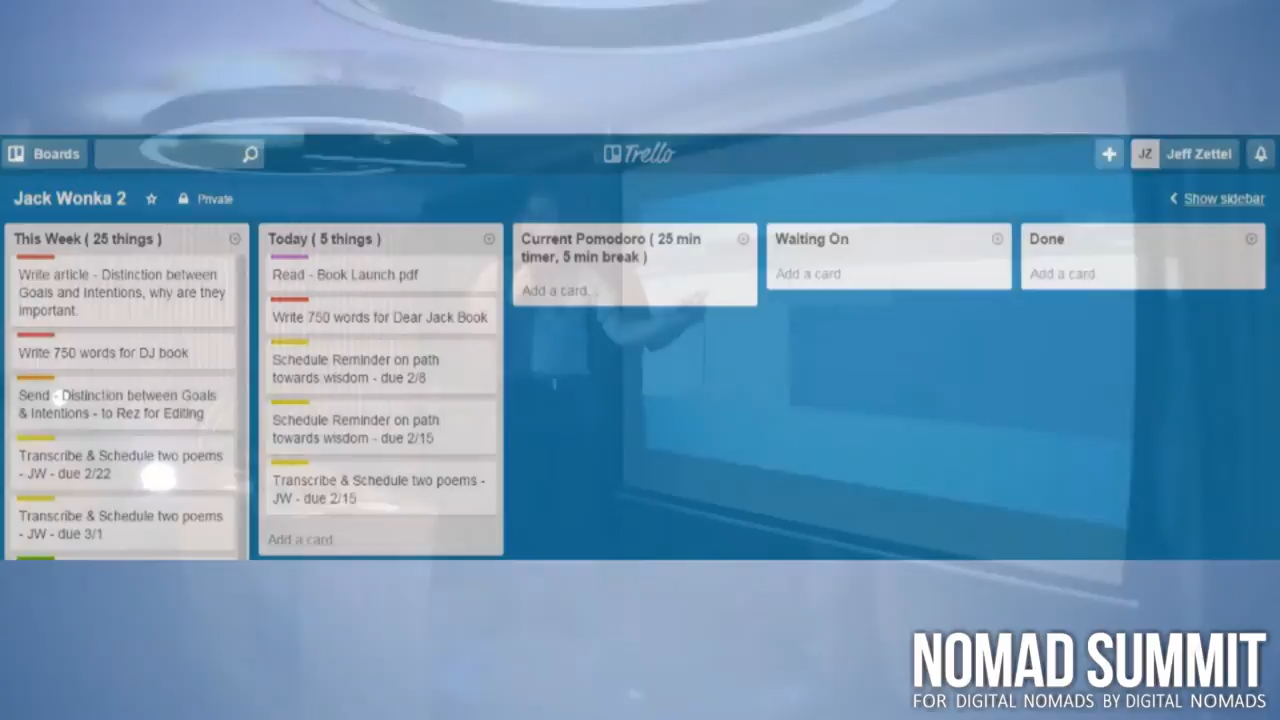 Boards
Trello
Jeff Zettel
JZ
Jack Wonka 2
Private
Show sidebar
This Week ( 25 things )
Write article - Distinction between
Goals and Intentions, why are they
important.
Write 750 words for DJ book
Send - Distinction between Goals
& Intentions - to Rez for Editing
Transcribe & Schedule two poems
- JW - due 2/22
Transcribe & Schedule two poems
- JW - due 3/1
Today ( 5 things )
Read - Book Launch pdf
Write 750 words for Dear Jack Book
Schedule Reminder on path
towards wisdom - due 2/8
Schedule Reminder on path
towards wisdom - due 2/15
Transcribe & Schedule two poems -
JW - due 2/15
Add a card
Current Pomodoro ( 25 min
timer, 5 min break )
Add a card...
Waiting On
Add a card
Done
Add a card
NOMAD SUMMIT
FOR DIGITAL NOMADS BY DIGITAL NOMADS